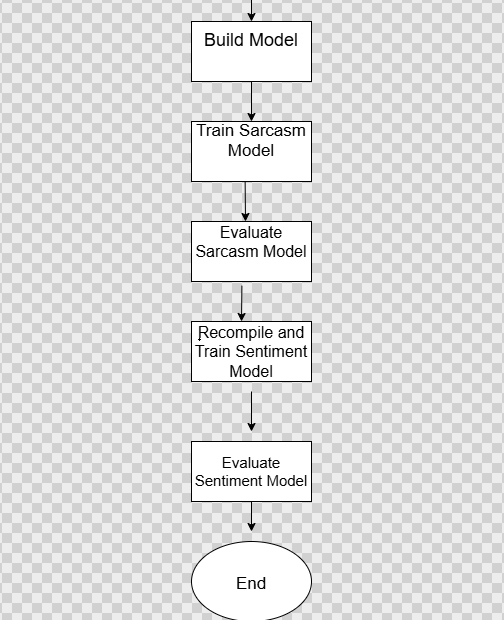 Build Model
Train Sarcasm
Model
Evaluate
Sarcasm Model
Recompile and
Train Sentiment
Model
Evaluate
Sentiment Model
End